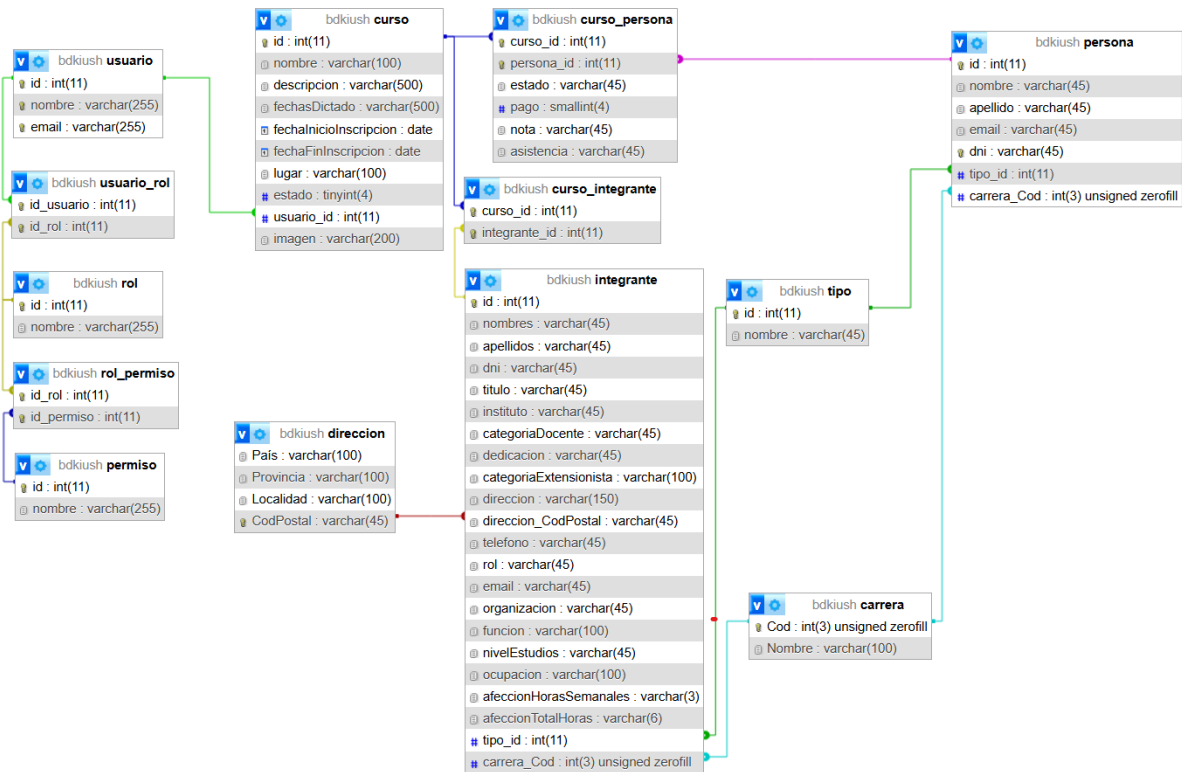 bdkiush usuario
id : int(11)
nombre : varchar(255)
email : varchar(255)
bdkiush usuario_rol
id_usuario : int(11)
id_rol : int(11)
bdkiush rol
id : int(11)
nombre : varchar(255)
bdkiush rol_permiso
id_rol : int(11)
id_permiso : int(11)
bdkiush permiso
id : int(11)
nombre : varchar(255)
bdkiush curso
id : int(11)
nombre : varchar(100)
descripcion : varchar(500)
fechasDictado : varchar(500)
fechaInicioInscripcion : date
fechaFinInscripcion : date
lugar : varchar(100)
estado : tinyint(4)
usuario_id : int(11)
imagen : varchar(200)
bdkiush direccion
País : varchar(100)
Provincia : varchar(100)
Localidad : varchar(100)
CodPostal : varchar(45)
bdkiush curso_persona
curso_id : int(11)
persona_id : int(11)
estado : varchar(45)
pago : smallint(4)
nota : varchar(45)
asistencia : varchar(45)
bdkiush curso_integrante
curso_id : int(11)
integrante_id : int(11)
bdkiush integrante
id : int(11)
nombres : varchar(45)
apellidos : varchar(45)
dni : varchar(45)
titulo : varchar(45)
instituto : varchar(45)
categoriaDocente : varchar(45)
dedicacion : varchar(45)
categoriaExtensionista : varchar(100)
direccion : varchar(150)
direccion_CodPostal : varchar(45)
telefono : varchar(45)
rol : varchar(45)
email : varchar(45)
organizacion : varchar(45)
funcion : varchar(100)
nivelEstudios : varchar(45)
ocupacion : varchar(100)
afeccionHorasSemanales : varchar(3)
afeccionTotalHoras : varchar(6)
tipo_id : int(11)
carrera_Cod : int(3) unsigned zerofill
bdkiush persona
id : int(11)
nombre : varchar(45)
apellido : varchar(45)
email : varchar(45)
dni : varchar(45)
tipo_id : int(11)
carrera_Cod : int(3) unsigned zerofill
bdkiush tipo
id : int(11)
nombre : varchar(45)
bdkiush carrera
Cod : int(3) unsigned zerofill
Nombre : varchar(100)